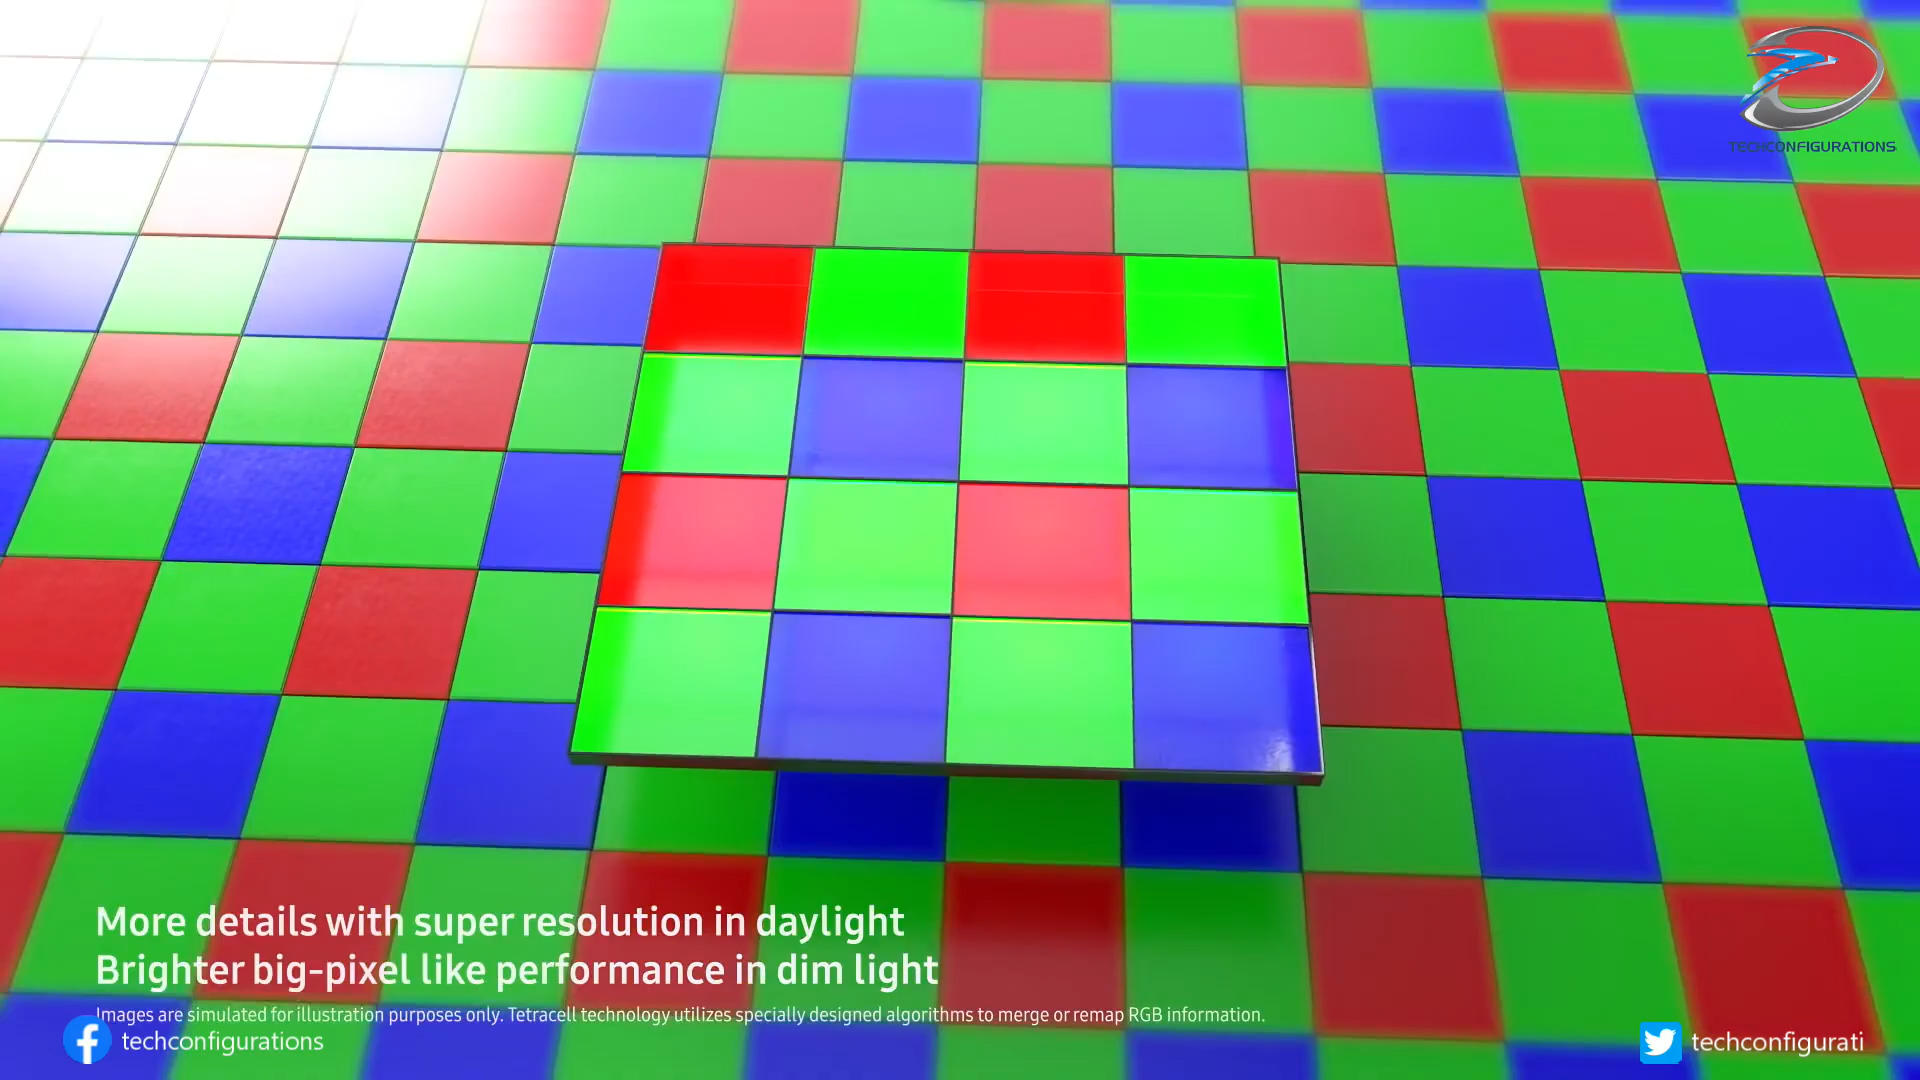 TECHCONFIGURATIONS
More details with super resolution in daylight
Brighter big-pixel like performance in dim light
Images are simulated for illustration purposes only. Tetracell technology utilizes specially designed algorithms to merge or remap RGB information.
techconfigurations
techconfigurati